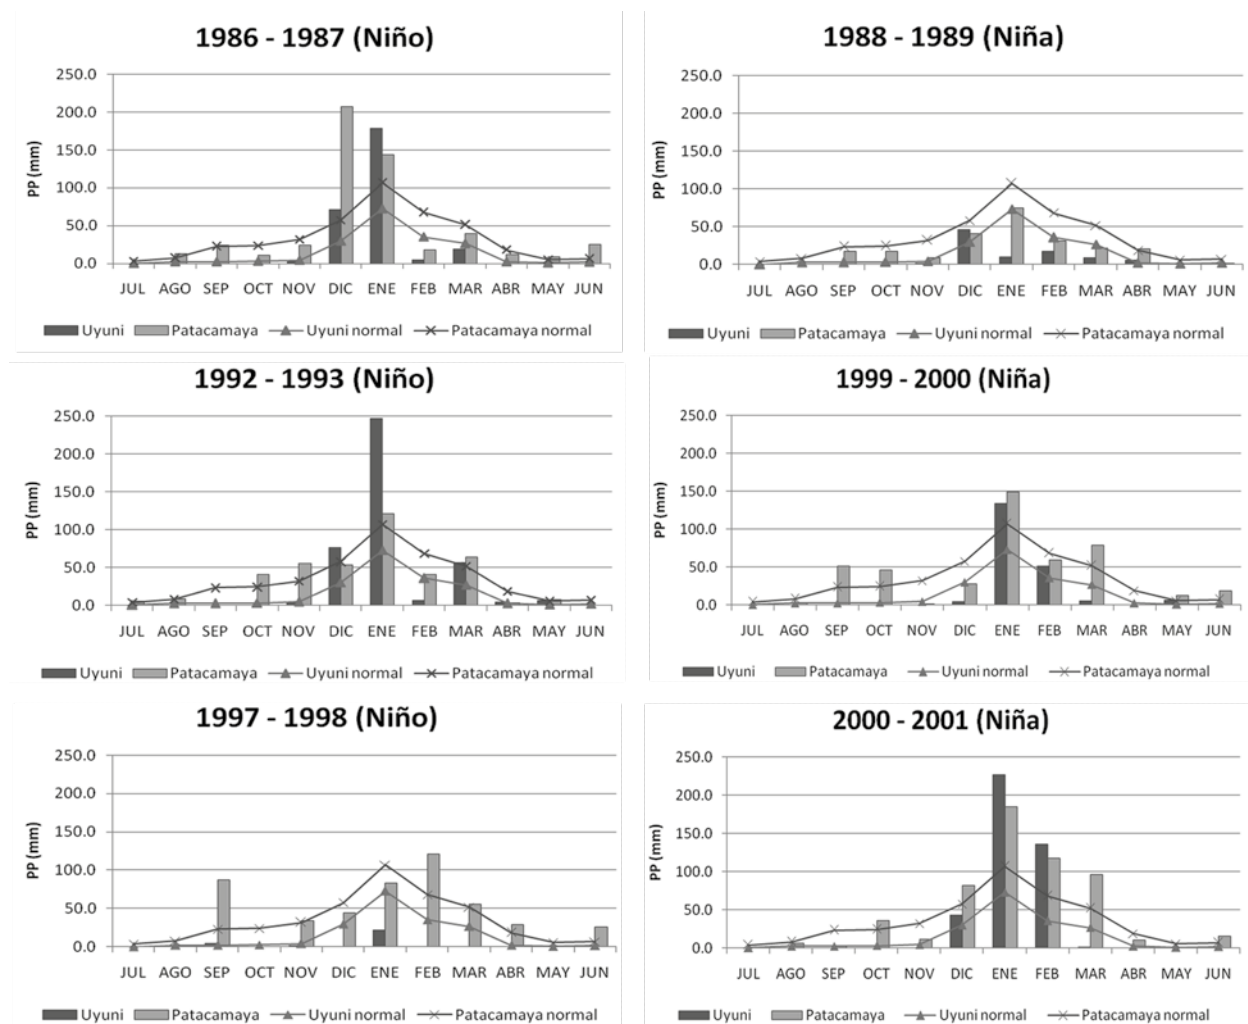 1986 - 1987 (Niño)
250.0
200.0
150.0
100.0
50.0
0.0
PP (mm)
JUL AGO SEP OCT NOV DIC ENE FEB MAR ABR MAY JUN
Uyuni Patacamaya Uyuni normal Patacamaya normal
1988 - 1989 (Niña)
250.0
200.0
150.0
100.0
50.0
0.0
PP (mm)
JUL AGO SEP OCT NOV DIC ENE FEB MAR ABR MAY JUN
Uyuni Patacamaya Uyuni normal Patacamaya normal
1992 - 1993 (Niño)
250.0
200.0
150.0
100.0
50.0
0.0
PP (mm)
JUL AGO SEP OCT NOV DIC ENE FEB MAR ABR MAY JUN
Uyuni Patacamaya Uyuni normal Patacamaya normal
1999 - 2000 (Niña)
250.0
200.0
150.0
100.0
50.0
0.0
PP (mm)
JUL AGO SEP OCT NOV DIC ENE FEB MAR ABR MAY JUN
Uyuni Patacamaya Uyuni normal Patacamaya normal
1997 - 1998 (Niño)
250.0
200.0
150.0
100.0
50.0
0.0
PP (mm)
JUL AGO SEP OCT NOV DIC ENE FEB MAR ABR MAY JUN
Uyuni Patacamaya Uyuni normal Patacamaya normal
2000 - 2001 (Niña)
250.0
200.0
150.0
100.0
50.0
0.0
PP (mm)
JUL AGO SEP OCT NOV DIC ENE FEB MAR ABR MAY JUN
Uyuni Patacamaya Uyuni normal Patacamaya normal